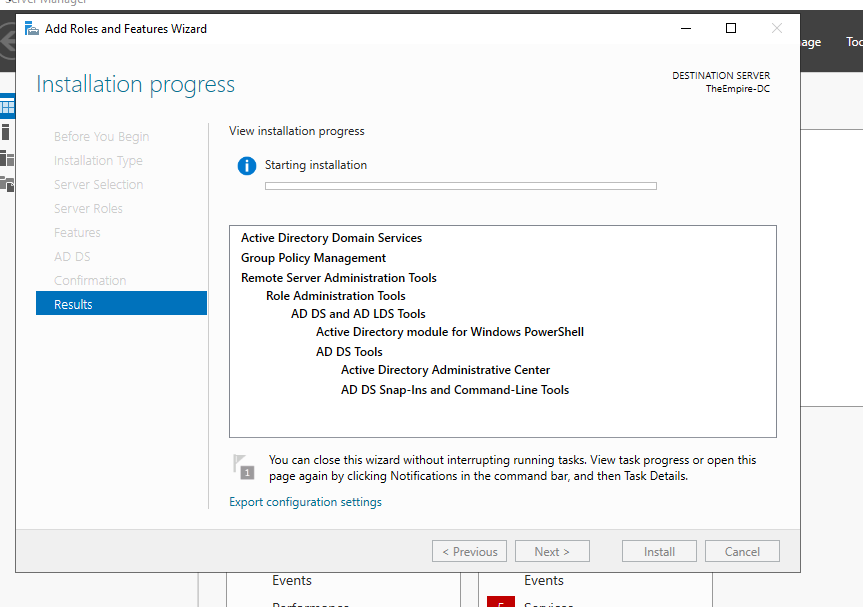 Server Manager
Add Roles and Features Wizard
age
Too
Installation progress
DESTINATION SERVER
TheEmpire-DC
Before You Begin
Installation Type
Server Selection
Server Roles
Features
AD DS
Confirmation
Results
View installation progress
Starting installation
Active Directory Domain Services
Group Policy Management
Remote Server Administration Tools
Role Administration Tools
AD DS and AD LDS Tools
Active Directory module for Windows PowerShell
AD DS Tools
Active Directory Administrative Center
AD DS Snap-Ins and Command-Line Tools
1
You can close this wizard without interrupting running tasks. View task progress or open this
page again by clicking Notifications in the command bar, and then Task Details.
Export configuration settings
< Previous
Next >
Install
Cancel
Events
Events
Performance
5
Services